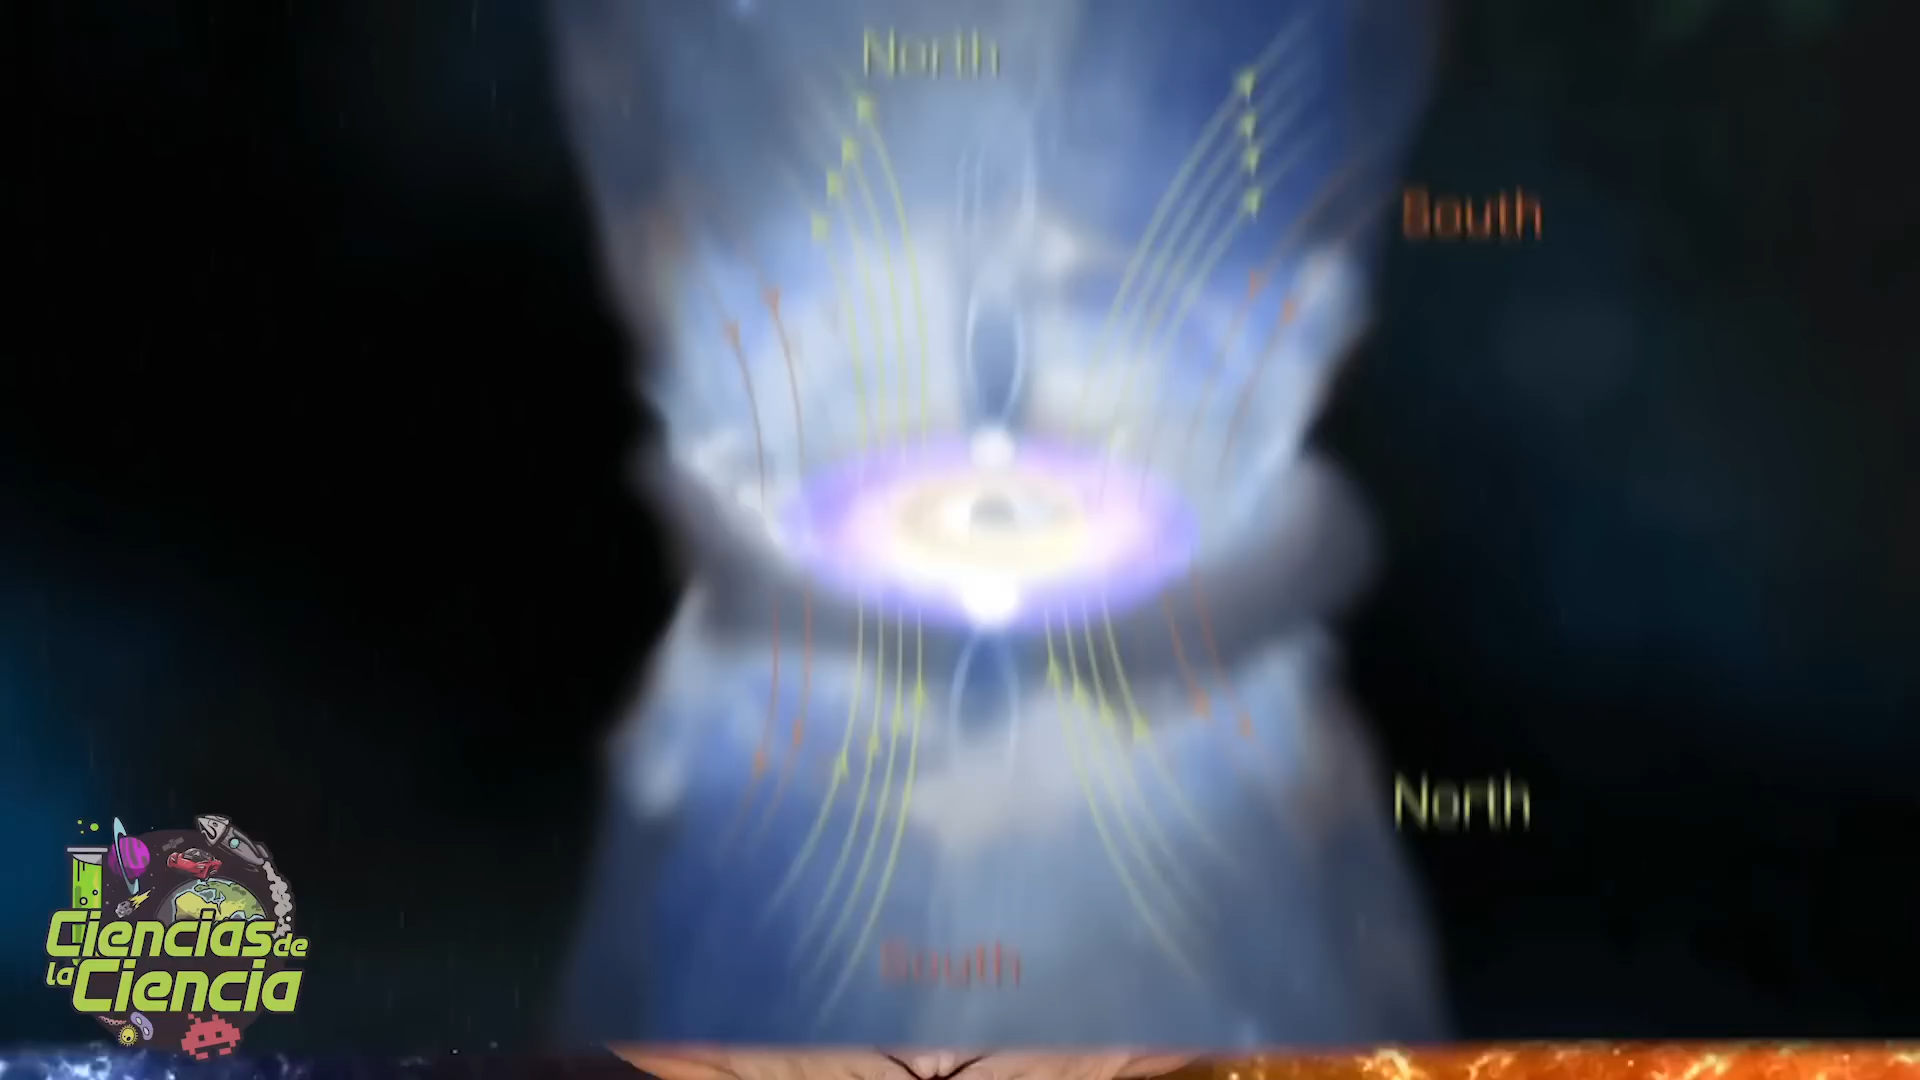 North
South
North
South
Ciencias de
la Ciencia